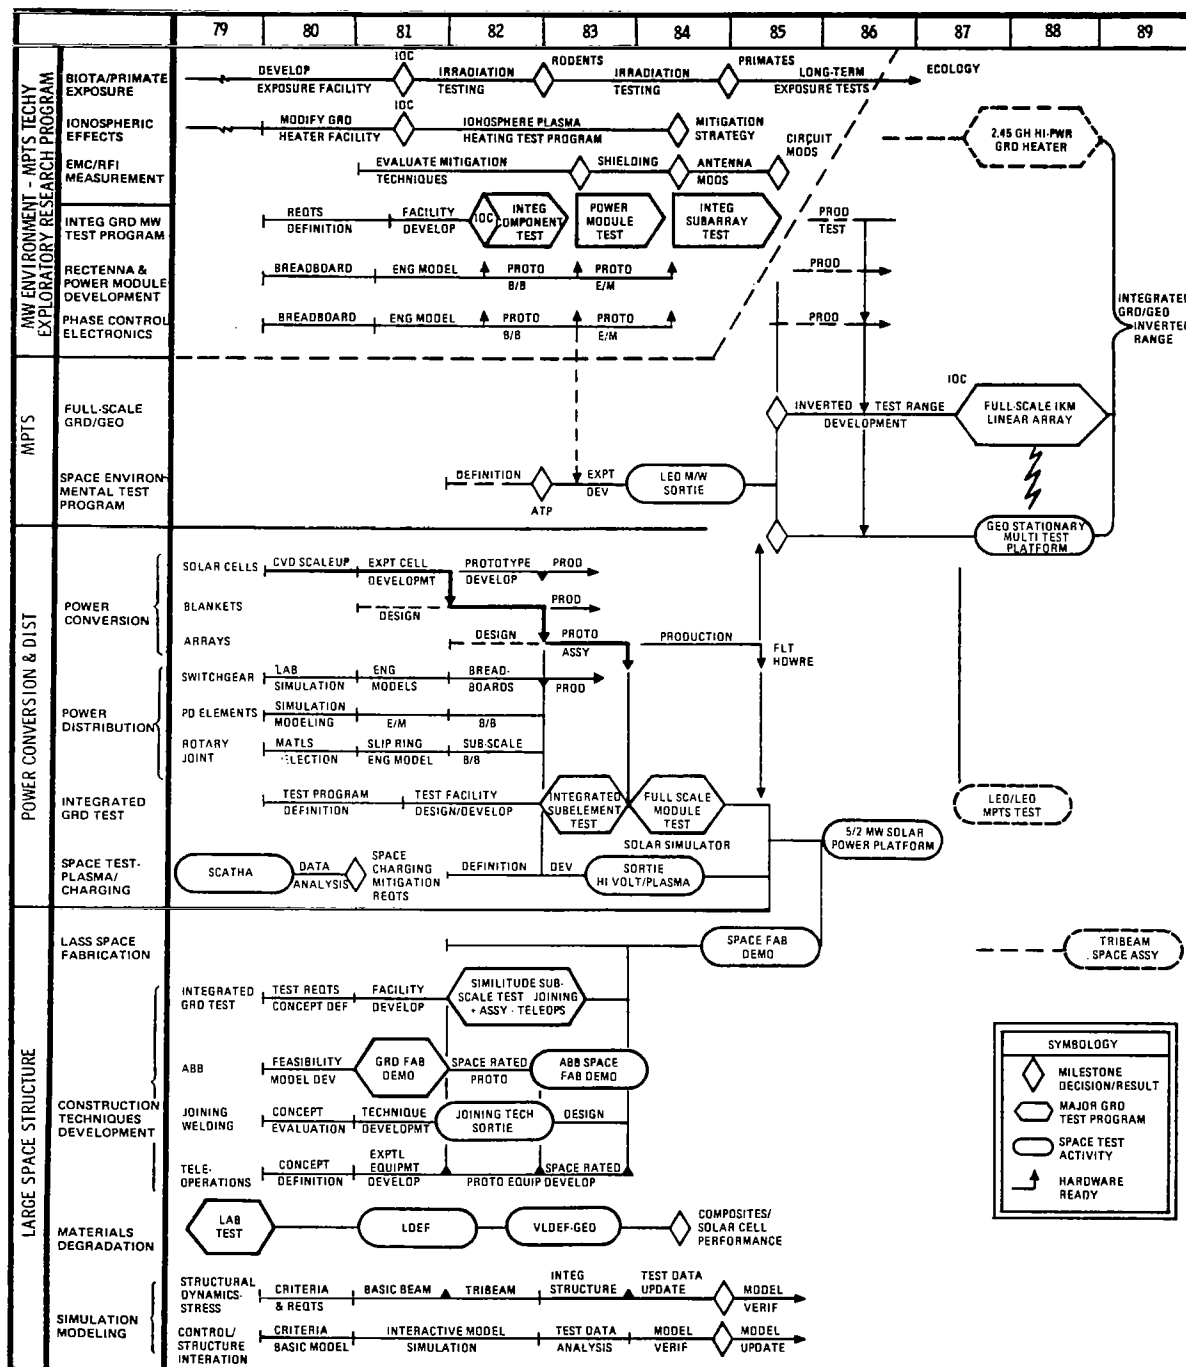 79 80 81 82 83 84 85 86 87 88 89
MW ENVIRONMENT - MPTS TECHY
EXPLORATORY RESEARCH PROGRAM
BIOTA/PRIMATE
EXPOSURE
DEVELOP
EXPOSURE FACILITY
IOC
IRRADIATION
TESTING
RODENTS
IRRADIATION
TESTING
PRIMATES
LONG-TERM
EXPOSURE TESTS
ECOLOGY
IONOSPHERIC
EFFECTS
MODIFY GRD
HEATER FACILITY
IOC
IONOSPHERE PLASMA
HEATING TEST PROGRAM
MITIGATION
STRATEGY
2.45 GH HI-PWR
GRD HEATER
EMC/RFI
MEASUREMENT
EVALUATE MITIGATION
TECHNIQUES
SHIELDING
ANTENNA
MODS
CIRCUIT
MODS
INTEG GRD MW
TEST PROGRAM
REQTS
DEFINITION
FACILITY
DEVELOP
IOC
INTEG
COMPONENT
TEST
POWER
MODULE
TEST
INTEG
SUBARRAY
TEST
PROD
TEST
RECTENNA &
POWER MODULE
DEVELOPMENT
BREADBOARD
ENG MODEL
PROTO
B/B
PROTO
E/M
PROD
PHASE CONTROL
ELECTRONICS
BREADBOARD
ENG MODEL
PROTO
B/B
PROTO
E/M
PROD
INTEGRATED
GRD/GEO
INVERTED
RANGE
MPTS
FULL-SCALE
GRD/GEO
INVERTED TEST RANGE
DEVELOPMENT
IOC
FULL-SCALE 1KM
LINEAR ARRAY
SPACE ENVIRON-
MENTAL TEST
PROGRAM
DEFINITION
ATP
EXPT
DEV
LEO M/W
SORTIE
GEO STATIONARY
MULTI TEST
PLATFORM
POWER CONVERSION & DIST
POWER
CONVERSION
SOLAR CELLS
CVD SCALEUP
EXPT CELL
DEVELOPMT
PROTOTYPE
DEVELOP
PROD
BLANKETS
DESIGN
PROD
ARRAYS
DESIGN
PROTO
ASSY
PRODUCTION
FLT
HDWRE
POWER
DISTRIBUTION
SWITCHGEAR
LAB
SIMULATION
ENG
MODELS
BREAD-
BOARDS
PROD
PD ELEMENTS
SIMULATION
MODELING
E/M
B/B
ROTARY
JOINT
MATLS
SELECTION
SLIP RING
ENG MODEL
SUB-SCALE
B/B
INTEGRATED
GRD TEST
TEST PROGRAM
DEFINITION
TEST FACILITY
DESIGN/DEVELOP
INTEGRATED
SUBELEMENT
TEST
FULL SCALE
MODULE
TEST
SOLAR SIMULATOR
5/2 MW SOLAR
POWER PLATFORM
LEO/LEO
MPTS TEST
SPACE TEST-
PLASMA/
CHARGING
SCATHA
DATA
ANALYSIS
SPACE
CHARGING
MITIGATION
REQTS
DEFINITION
DEV
SORTIE
HI VOLT/PLASMA
LARGE SPACE STRUCTURE
LASS SPACE
FABRICATION
SPACE FAB
DEMO
TRIBEAM
SPACE ASSY
CONSTRUCTION
TECHNIQUES
DEVELOPMENT
INTEGRATED
GRD TEST
TEST REQTS
CONCEPT DEF
FACILITY
DEVELOP
SIMILITUDE SUB-
SCALE TEST JOINING
+ ASSY - TELEOPS
ABB
FEASIBILITY
MODEL DEV
GRD FAB
DEMO
SPACE RATED
PROTO
ABB SPACE
FAB DEMO
JOINING
WELDING
CONCEPT
EVALUATION
TECHNIQUE
DEVELOPMT
JOINING TECH
SORTIE
DESIGN
TELE-
OPERATIONS
CONCEPT
DEFINITION
EXPTL
EQUIPMT
DEVELOP
PROTO EQUIP DEVELOP
SPACE RATED
MATERIALS
DEGRADATION
LAB
TEST
LDEF
VLDEF-GEO
COMPOSITES/
SOLAR CELL
PERFORMANCE
SIMULATION
MODELING
STRUCTURAL
DYNAMICS-
STRESS
CRITERIA
& REQTS
BASIC BEAM
TRIBEAM
INTEG
STRUCTURE
TEST DATA
UPDATE
MODEL
VERIF
CONTROL/
STRUCTURE
INTERATION
CRITERIA
BASIC MODEL
INTERACTIVE MODEL
SIMULATION
TEST DATA
ANALYSIS
MODEL
VERIF
MODEL
UPDATE
SYMBOLOGY
MILESTONE
DECISION/RESULT
MAJOR GRD
TEST PROGRAM
SPACE TEST
ACTIVITY
HARDWARE
READY